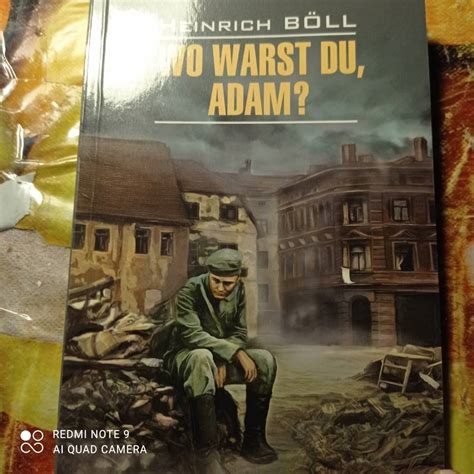 HEINRICH BÖLL
WO WARST DU,
ADAM?
REDMI NOTE 9
AI QUAD CAMERA